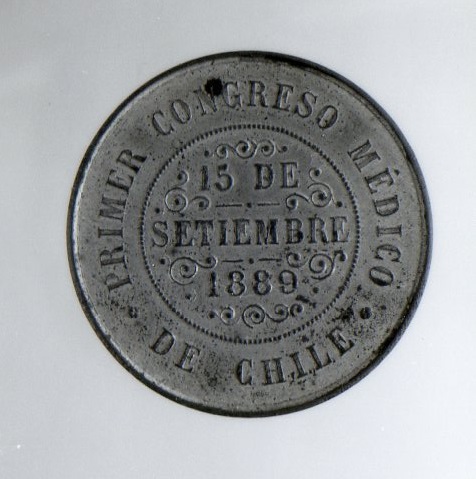 PRIMER CONGRESO MÉDICO
DE CHILE
15 DE
SETIEMBRE
1889